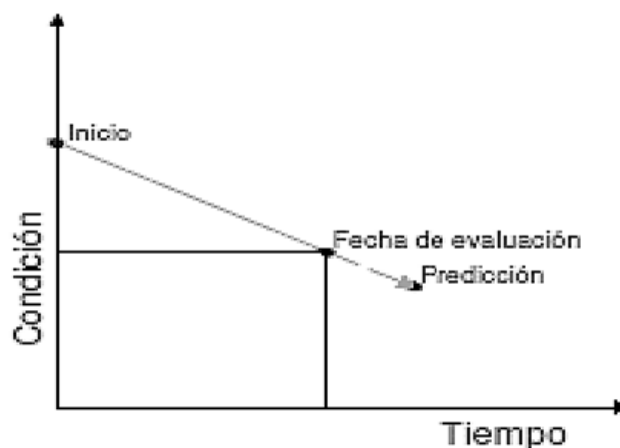 Inicio
Fecha de evaluación
Predicción
Condición
Tiempo